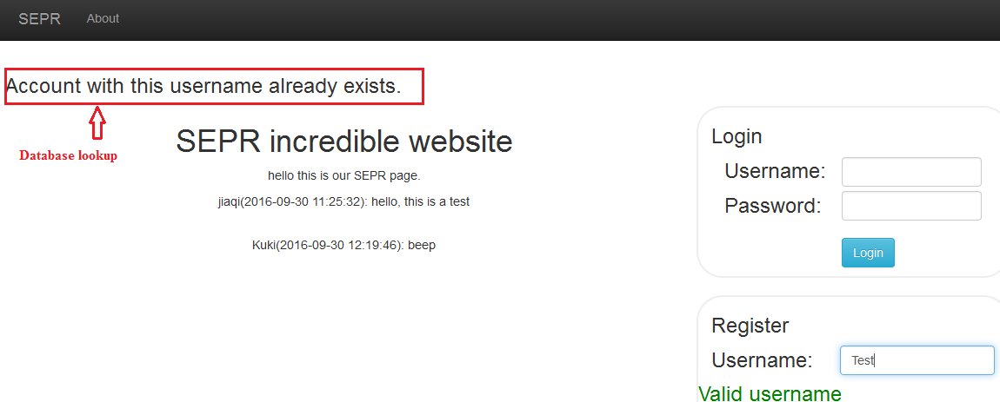 SEPR About
Account with this username already exists.
Database lookup
SEPR incredible website
hello this is our SEPR page.
jiaqi(2016-09-30 11:25:32): hello, this is a test
Kuki(2016-09-30 12:19:46): beep
Login
Username:
Password:
Login
Register
Username: Test
Valid username